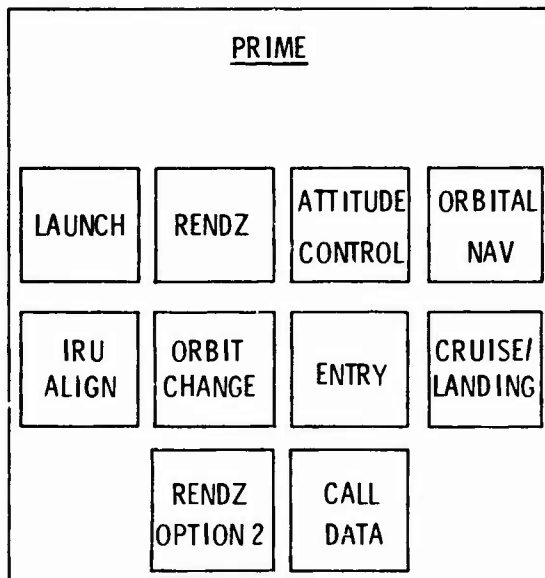 PRIME
LAUNCH
RENDZ
ATTITUDE
CONTROL
ORBITAL
NAV
IRU
ALIGN
ORBIT
CHANGE
ENTRY
CRUISE/
LANDING
RENDZ
OPTION 2
CALL
DATA